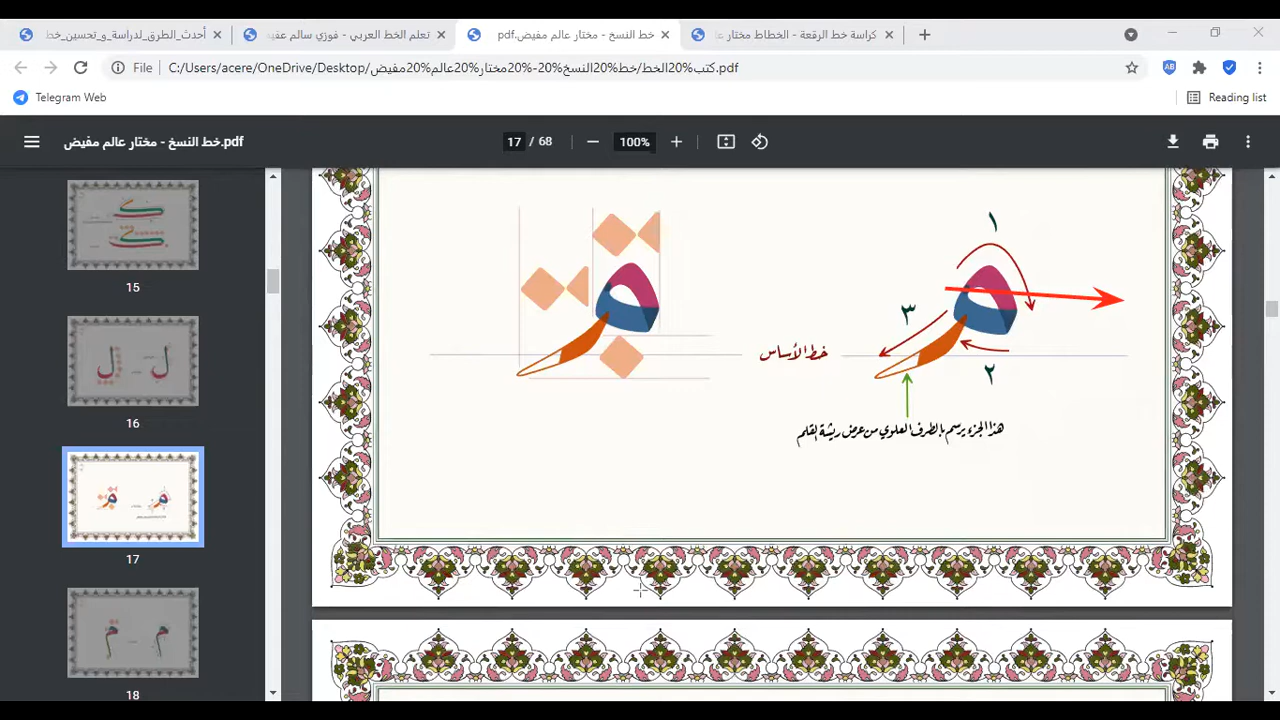 أحدث_الطرق_لدراسة_و_تحسين_خط
تعلم الخط العربي - فوزي سالم عفي
خط النسخ - مختار عالم مفيض.pdf
كراسة خط الرقعة - الخطاط مختار عا
File C:/Users/acere/OneDrive/Desktop/كتب%20الخط/خط%20النسخ%20-%20مختار%20عالم%20مفيض.pdf
Telegram Web
Reading list
خط النسخ - مختار عالم مفيض.pdf
17 / 68
100%
15
16
17
18
١
٣
خط الأساس
٢
هذا الجزء يرسم بالطرف العلوي من عرض ريشة القلم